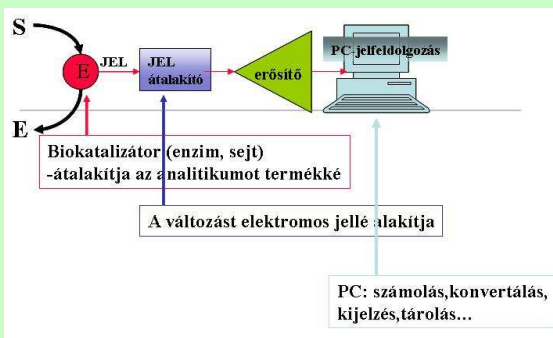 S
E
JEL
JEL
átalakító
erősítő
PC-jelfeldolgozás
E
Biokatalizátor (enzim, sejt)
-átalakítja az analitikumot termékké
A változást elektromos jellé alakítja
PC: számolás,konvertálás,
kijelzés,tárolás...